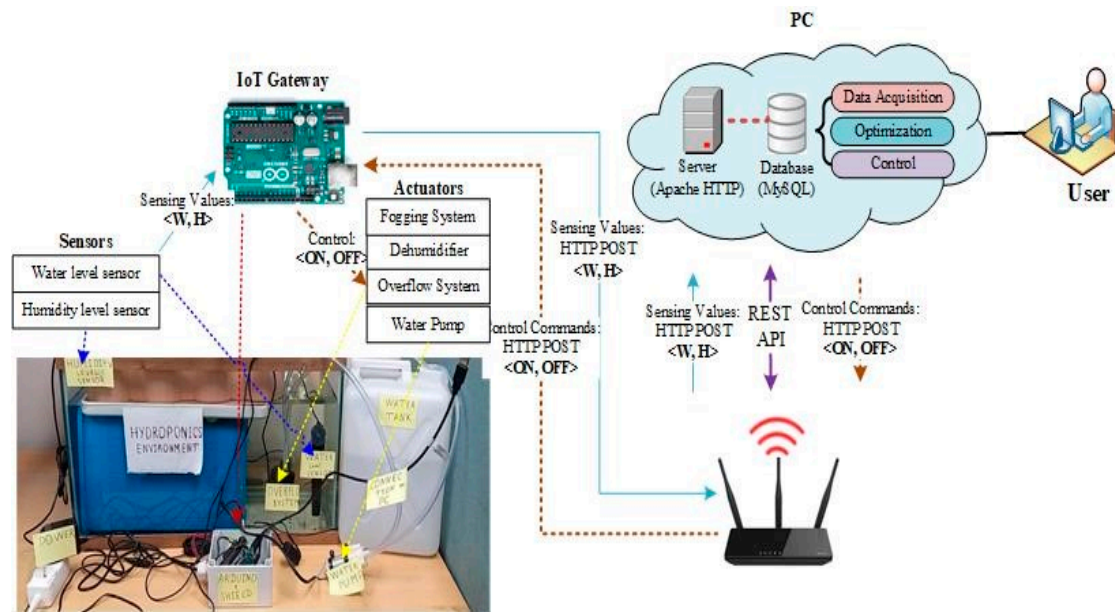 PC
IoT Gateway
Data Acquisition
Optimization
Control
Server
(Apache HTTP)
Database
(MySQL)
User
Sensing Values:
<W, H>
Actuators
Fogging System
Dehumidifier
Overflow System
Water Pump
Control:
<ON, OFF>
Sensors
Water level sensor
Humidity level sensor
Sensing Values:
HTTP POST
<W, H>
Control Commands:
HTTP POST
<ON, OFF>
Sensing Values:
HTTP POST
<W, H>
REST
API
Control Commands:
HTTP POST
<ON, OFF>
SENSOR
HYDROPONICS
ENVIRONMENT
WATER
TANK
WATER
SYSTEM
PC
POWER
ARDUINO
SHIELD
WATER
PUMP